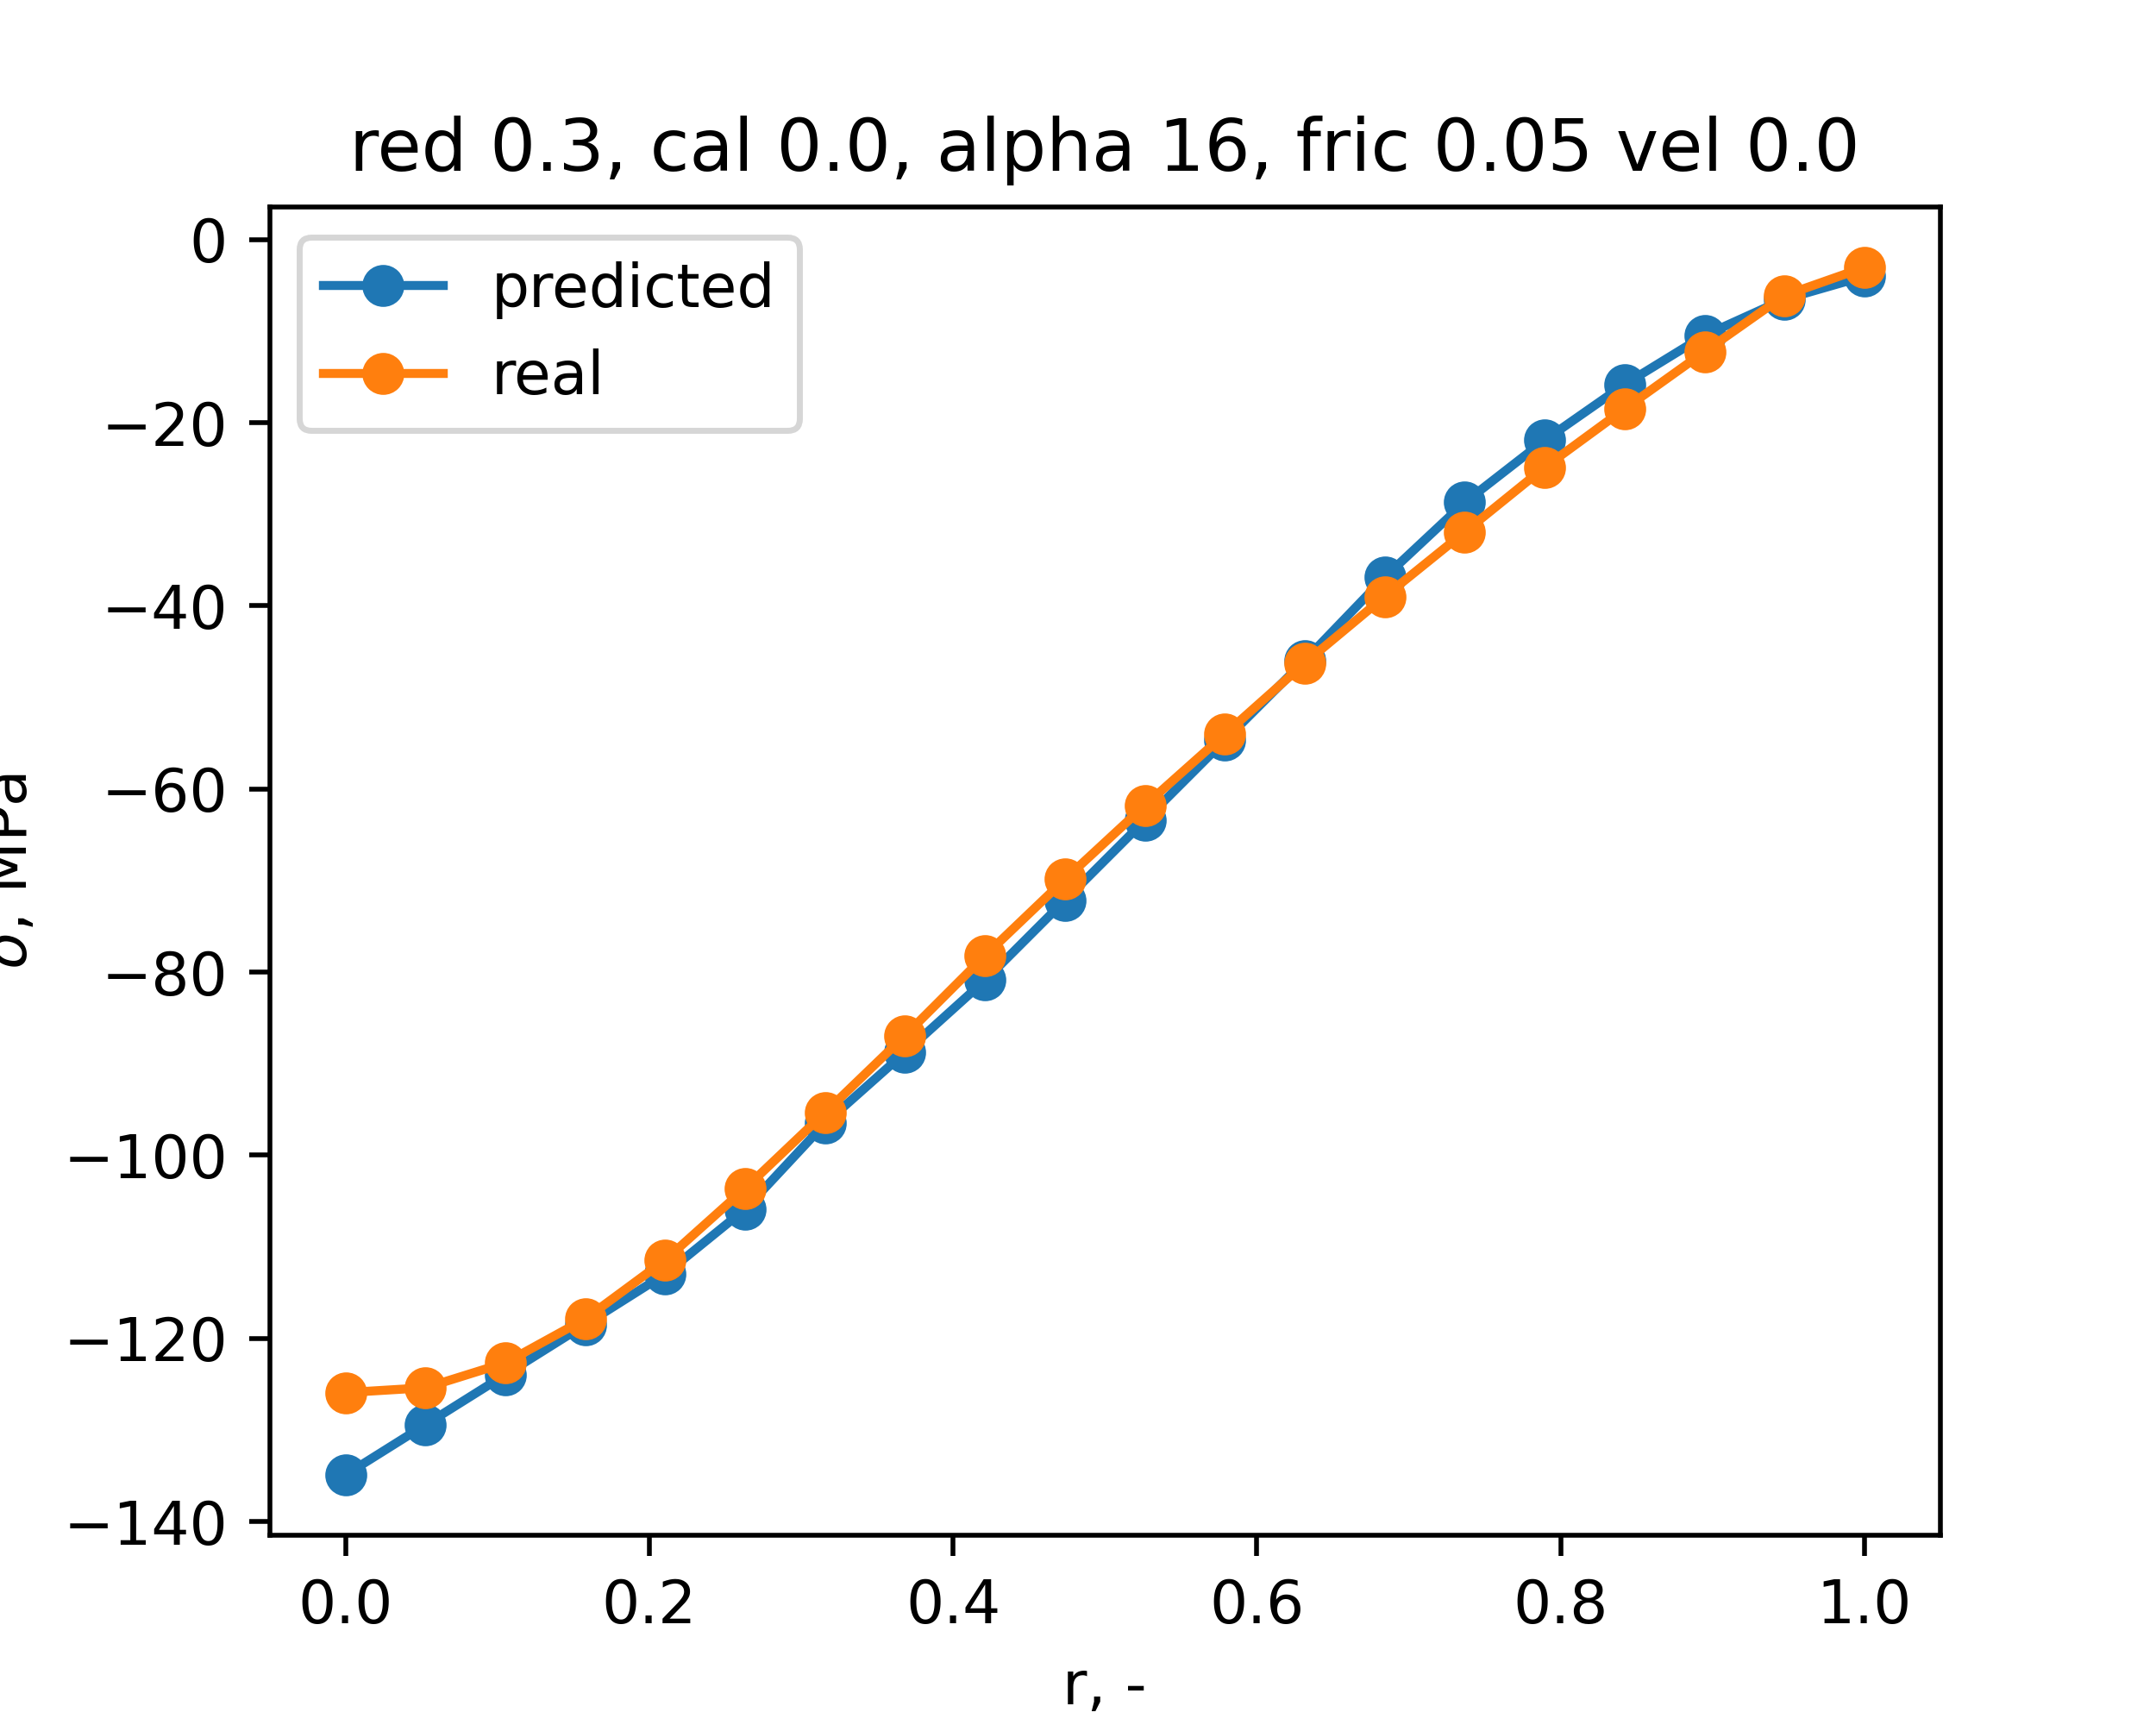 red 0.3, cal 0.0, alpha 16, fric 0.05 vel 0.0
predicted
real
0
−20
−40
−60
−80
−100
−120
−140
, MPa
0.0 0.2 0.4 0.6 0.8 1.0
r, -